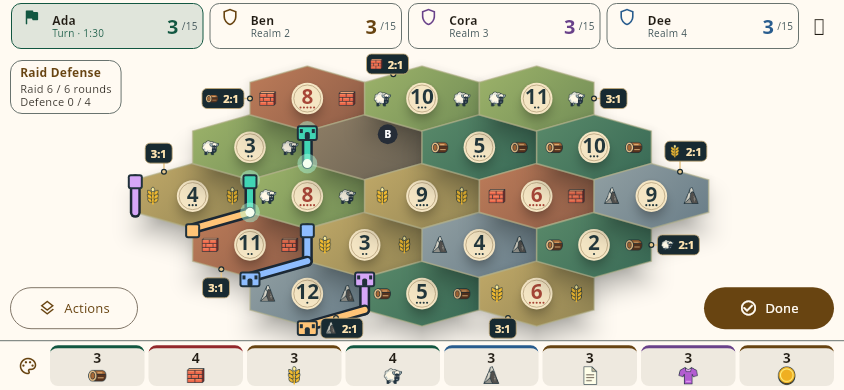 Ada
Turn · 1:30
3 /15
Ben
Realm 2
3 /15
Cora
Realm 3
3 /15
Dee
Realm 4
3 /15
Raid Defense
Raid 6 / 6 rounds
Defence 0 / 4
2:1
2:1
8
10
11
3:1
3:1
3
B
5
10
2:1
4
8
9
6
9
11
3
4
2
2:1
3:1
12
5
6
2:1
3:1
Actions
Done
3
4
3
4
3
3
3
3